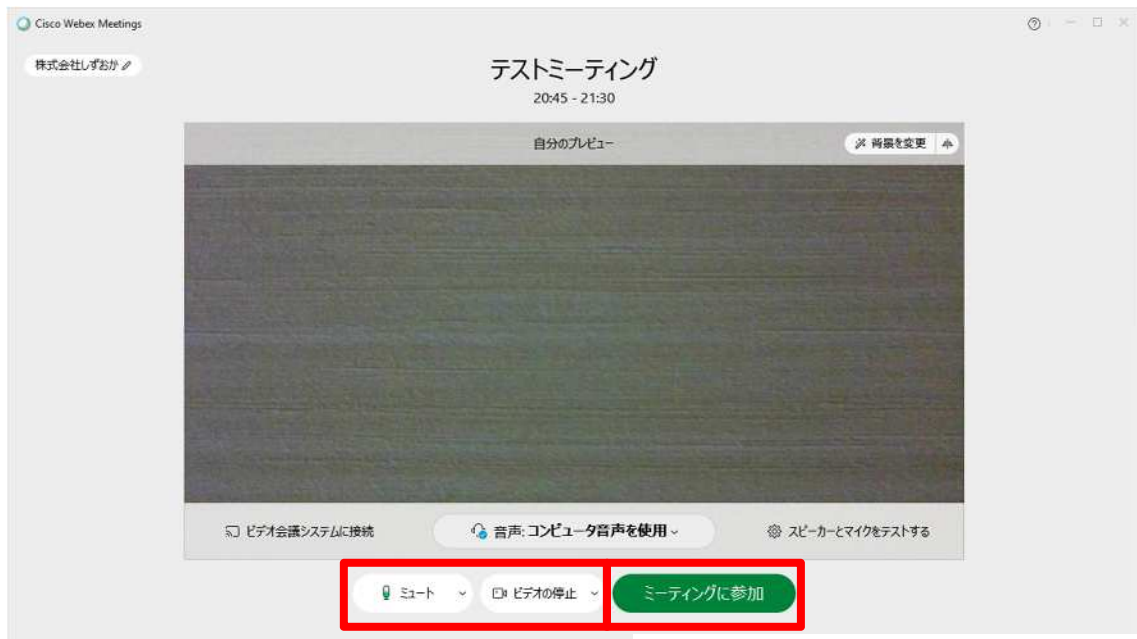 Cisco Webex Meetings
株式会社しずおか
テストミーティング
20:45 - 21:30
自分のプレビュー
背景を変更
ビデオ会議システムに接続
音声: コンピュータ音声を使用
スピーカーとマイクをテストする
ミュート
ビデオの停止
ミーティングに参加